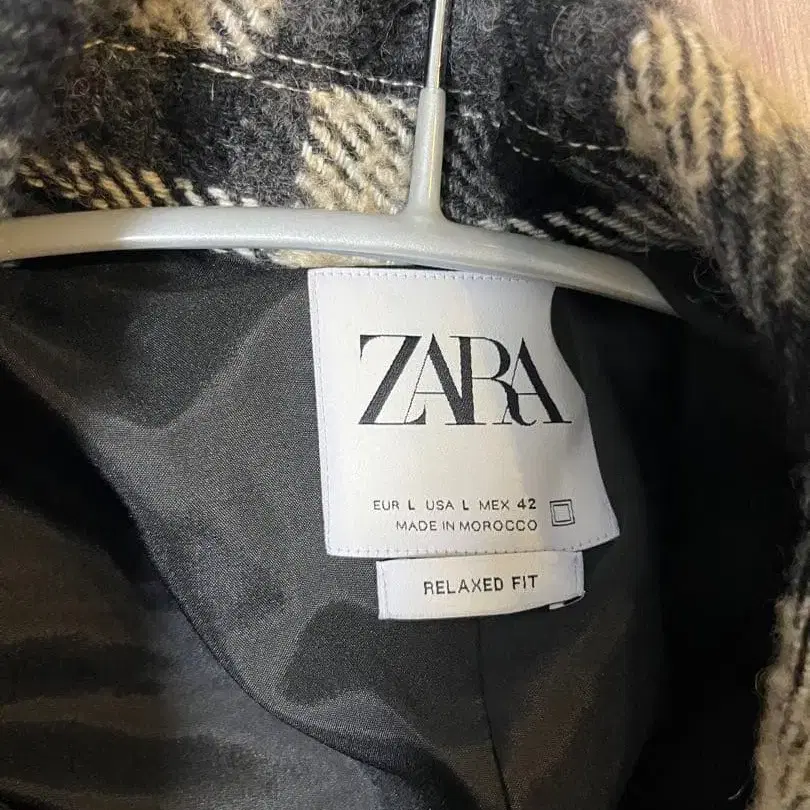 ZARA
EUR L USA L MEX 42
MADE IN MOROCCO
RELAXED FIT